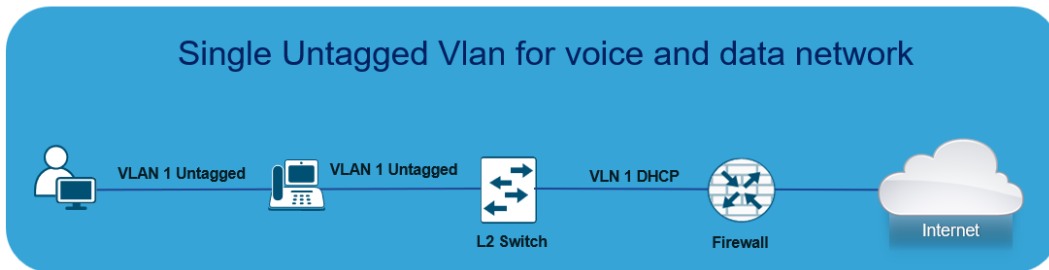 Single Untagged Vlan for voice and data network
VLAN 1 Untagged
VLAN 1 Untagged
VLN 1 DHCP
L2 Switch
Firewall
Internet